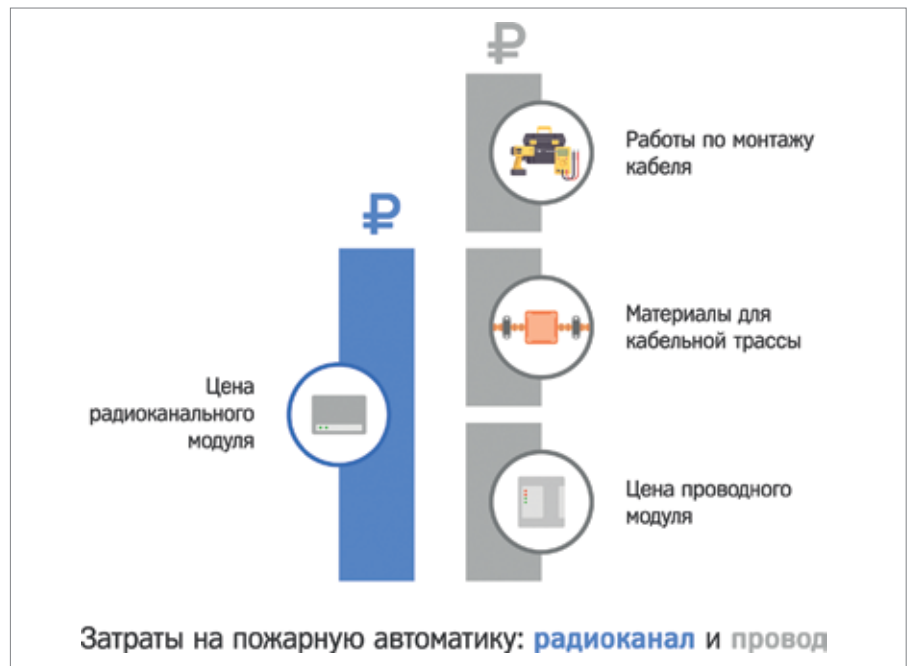 ₽
Работы по монтажу
кабеля
₽
Материалы для
кабельной трассы
Цена
радиоканального
модуля
Цена проводного
модуля
Затраты на пожарную автоматику: радиоканал и провод